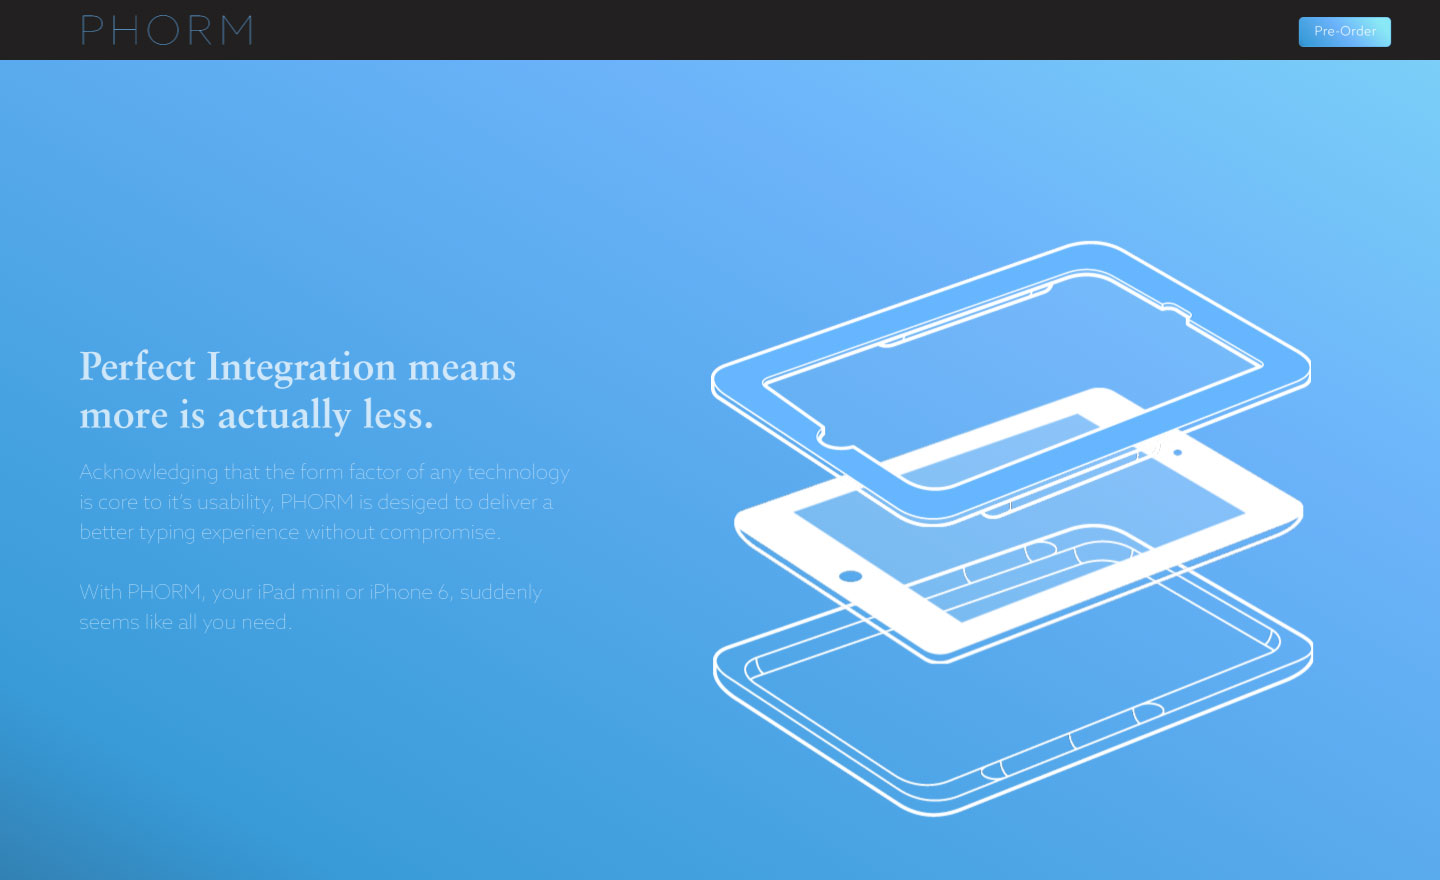 PHORM
Pre-Order
Perfect Integration means
more is actually less.
Acknowledging that the form factor of any technology
is core to it's usability, PHORM is desiged to deliver a
better typing experience without compromise.
With PHORM, your iPad mini or iPhone 6, suddenly
seems like all you need.